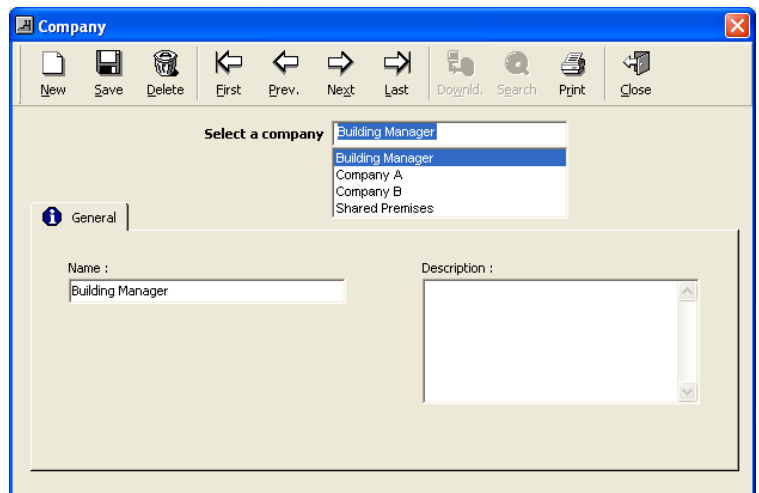 Company
New Save Delete First Prev. Next Last Downld. Search Print Close
Select a company Building Manager
Building Manager
Company A
Company B
Shared Premises
General
Name : Description :
Building Manager